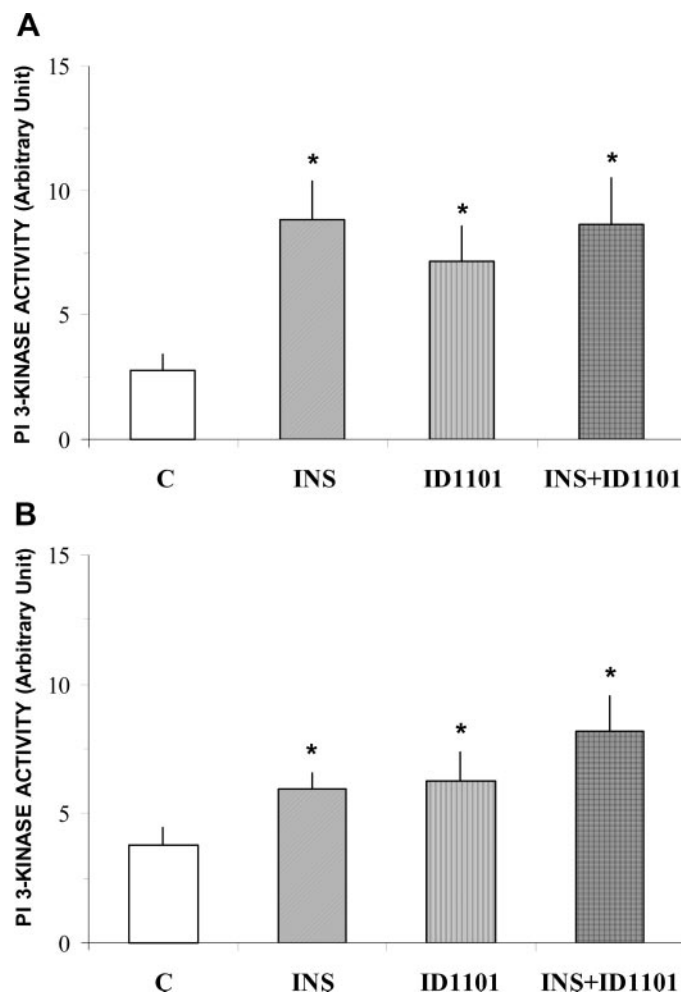 A
PI 3-KINASE ACTIVITY (Arbitrary Unit)
15
10
5
0
*
*
*
C INS ID1101 INS+ID1101
B
PI 3-KINASE ACTIVITY (Arbitrary Unit)
15
10
5
0
*
*
*
C INS ID1101 INS+ID1101